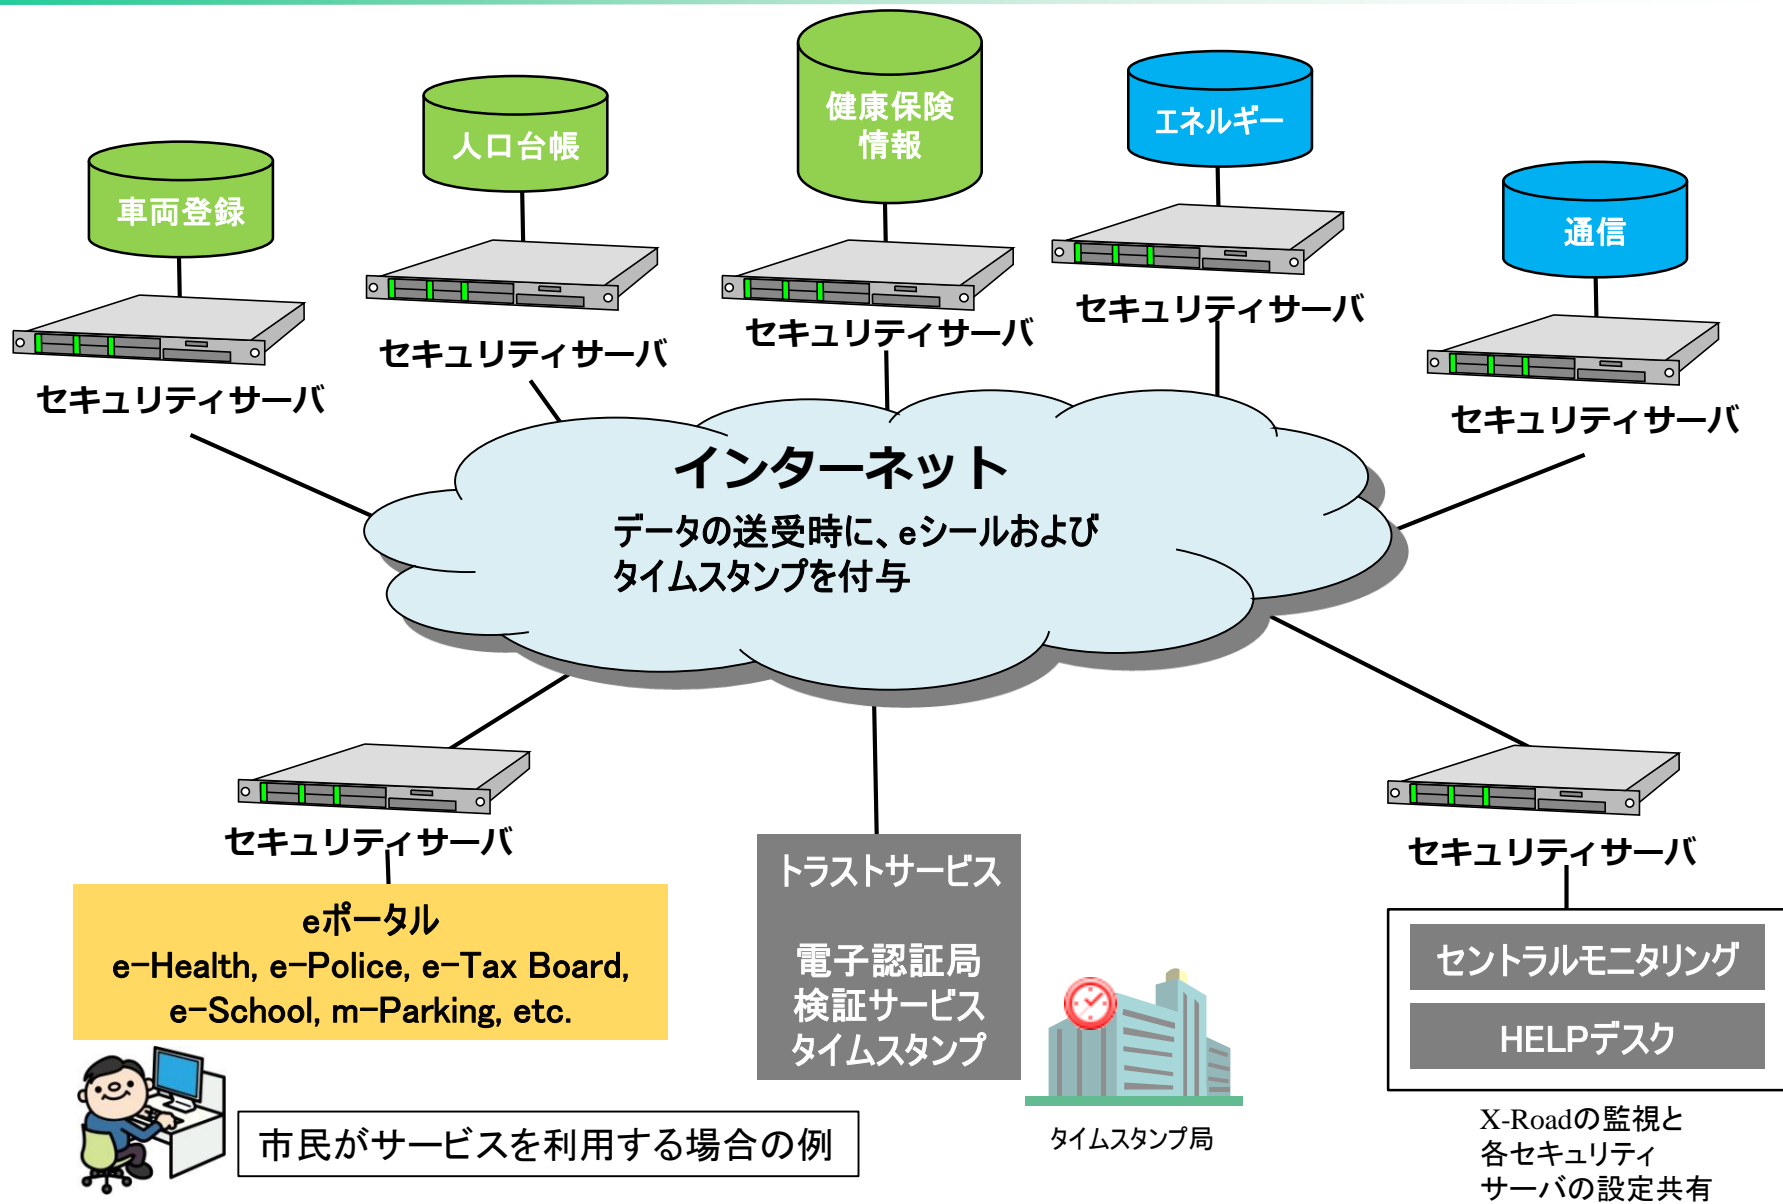 健康保険
情報
エネルギー
人口台帳
車両登録
通信
セキュリティサーバ
セキュリティサーバ
セキュリティサーバ
セキュリティサーバ
セキュリティサーバ
インターネット
データの送受時に、eシールおよび
タイムスタンプを付与
セキュリティサーバ
セキュリティサーバ
eポータル
e-Health, e-Police, e-Tax Board,
e-School, m-Parking, etc.
トラストサービス
電子認証局
検証サービス
タイムスタンプ
セントラルモニタリング
HELPデスク
市民がサービスを利用する場合の例
タイムスタンプ局
X-Roadの監視と
各セキュリティ
サーバの設定共有